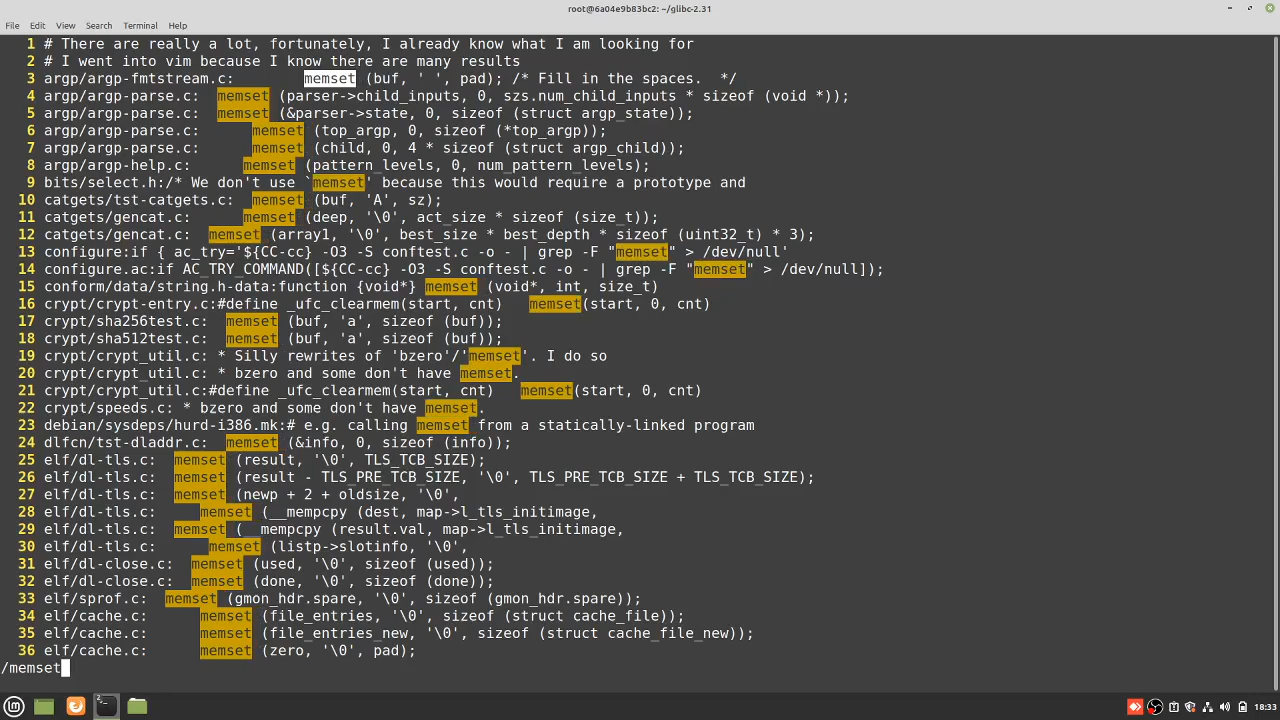 root@6a04e9b83bc2: ~/glibc-2.31
File Edit View Search Terminal Help
1 # There are really a lot, fortunately, I already know what I am looking for
2 # I went into vim because I know there are many results
3 argp/argp-fmtstream.c:        memset (buf, ' ', pad); /* Fill in the spaces.  */
4 argp/argp-parse.c:  memset (parser->child_inputs, 0, szs.num_child_inputs * sizeof (void *));
5 argp/argp-parse.c:  memset (&parser->state, 0, sizeof (struct argp_state));
6 argp/argp-parse.c:      memset (top_argp, 0, sizeof (*top_argp));
7 argp/argp-parse.c:      memset (child, 0, 4 * sizeof (struct argp_child));
8 argp/argp-help.c:      memset (pattern_levels, 0, num_pattern_levels);
9 bits/select.h:/* We don't use `memset' because this would require a prototype and
10 catgets/tst-catgets.c:  memset (buf, 'A', sz);
11 catgets/gencat.c:      memset (deep, '\0', act_size * sizeof (size_t));
12 catgets/gencat.c:  memset (array1, '\0', best_size * best_depth * sizeof (uint32_t) * 3);
13 configure:if { ac_try='${CC-cc} -O3 -S conftest.c -o - | grep -F "memset" > /dev/null'
14 configure.ac:if AC_TRY_COMMAND([${CC-cc} -O3 -S conftest.c -o - | grep -F "memset" > /dev/null]);
15 conform/data/string.h-data:function {void*} memset (void*, int, size_t)
16 crypt/crypt-entry.c:#define _ufc_clearmem(start, cnt)   memset(start, 0, cnt)
17 crypt/sha256test.c:  memset (buf, 'a', sizeof (buf));
18 crypt/sha512test.c:  memset (buf, 'a', sizeof (buf));
19 crypt/crypt_util.c: * Silly rewrites of 'bzero'/'memset'. I do so
20 crypt/crypt_util.c: * bzero and some don't have memset.
21 crypt/crypt_util.c:#define _ufc_clearmem(start, cnt)   memset(start, 0, cnt)
22 crypt/speeds.c: * bzero and some don't have memset.
23 debian/sysdeps/hurd-i386.mk:# e.g. calling memset from a statically-linked program
24 dlfcn/tst-dladdr.c:  memset (&info, 0, sizeof (info));
25 elf/dl-tls.c:  memset (result, '\0', TLS_TCB_SIZE);
26 elf/dl-tls.c:  memset (result - TLS_PRE_TCB_SIZE, '\0', TLS_PRE_TCB_SIZE + TLS_TCB_SIZE);
27 elf/dl-tls.c:  memset (newp + 2 + oldsize, '\0',
28 elf/dl-tls.c:     memset (__mempcpy (dest, map->l_tls_initimage,
29 elf/dl-tls.c:  memset (__mempcpy (result.val, map->l_tls_initimage,
30 elf/dl-tls.c:      memset (listp->slotinfo, '\0',
31 elf/dl-close.c:  memset (used, '\0', sizeof (used));
32 elf/dl-close.c:  memset (done, '\0', sizeof (done));
33 elf/sprof.c:  memset (gmon_hdr.spare, '\0', sizeof (gmon_hdr.spare));
34 elf/cache.c:      memset (file_entries, '\0', sizeof (struct cache_file));
35 elf/cache.c:      memset (file_entries_new, '\0', sizeof (struct cache_file_new));
36 elf/cache.c:      memset (zero, '\0', pad);
/memset
18:33